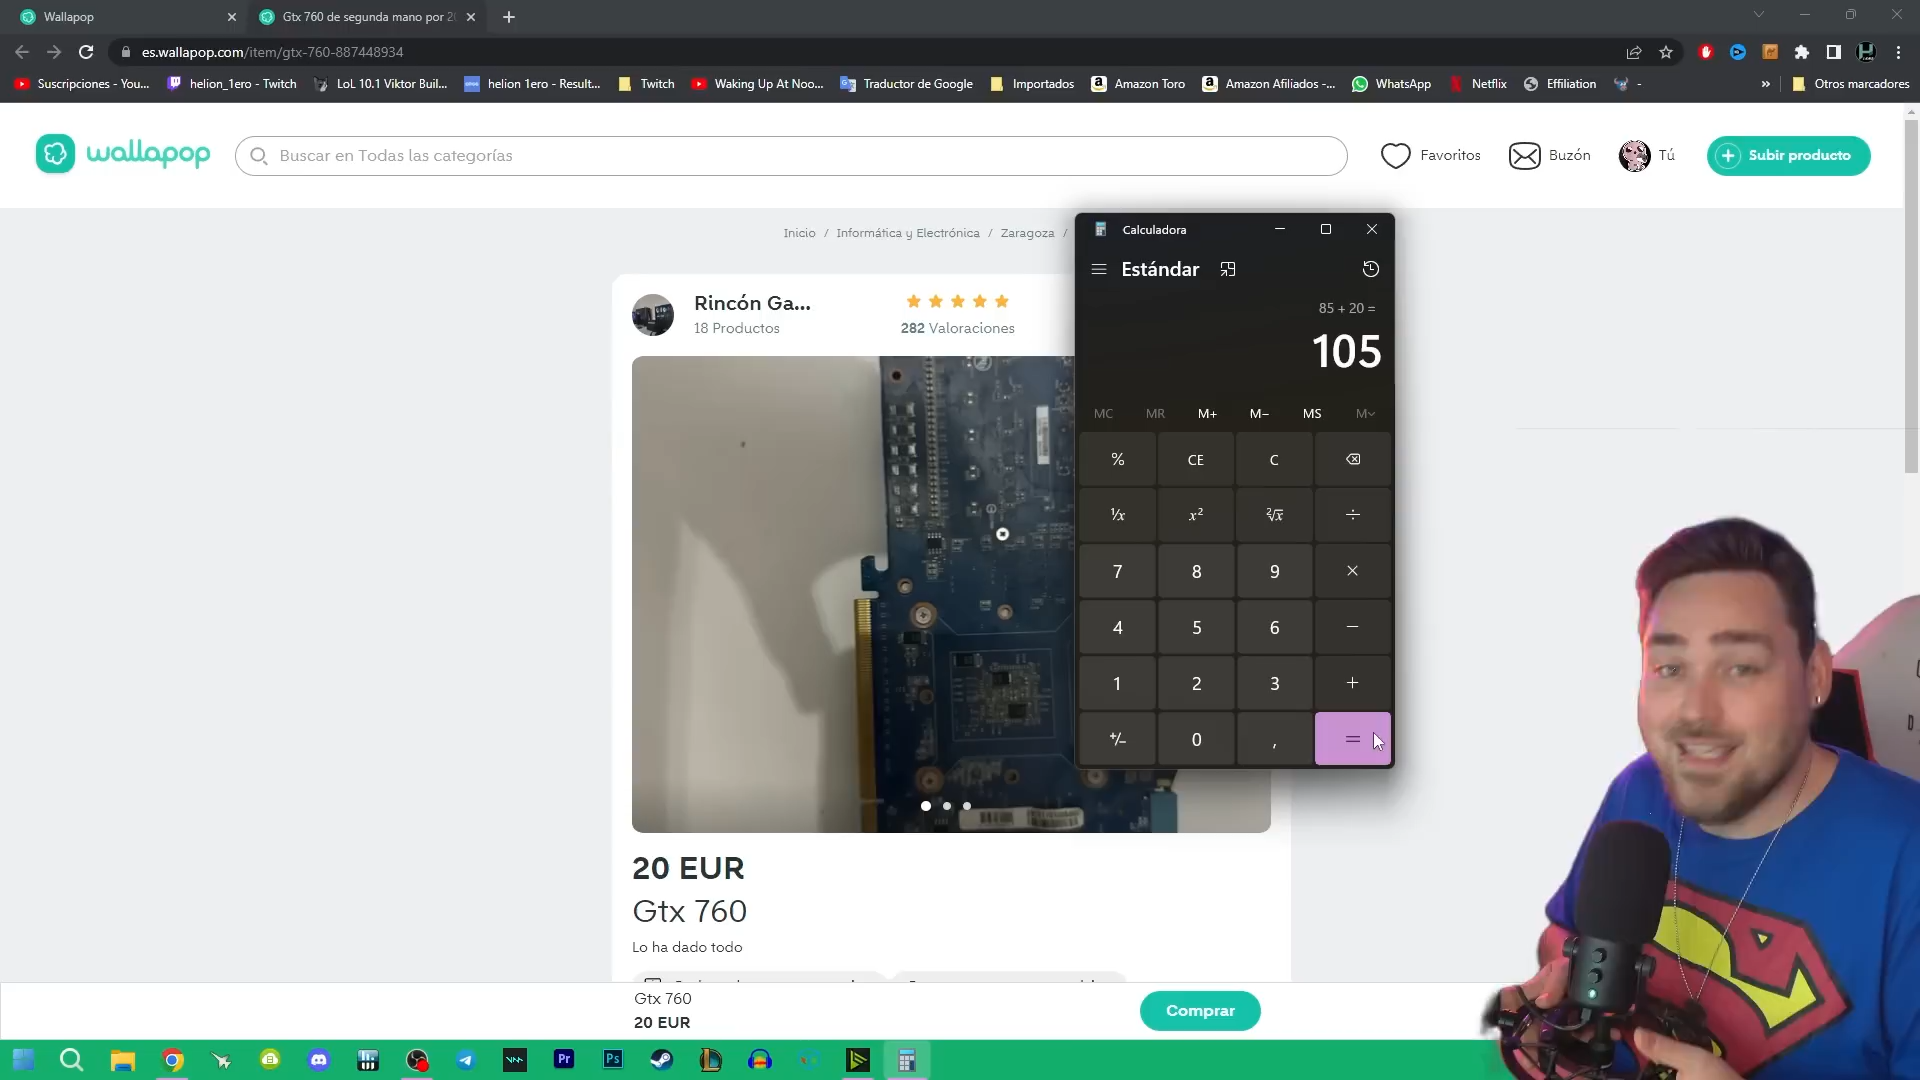 Wallapop
Gtx 760 de segunda mano por 20
es.wallapop.com/item/gtx-760-887448934
Suscripciones - You...
helion_1ero - Twitch
LoL 10.1 Viktor Buil...
helion 1ero - Result...
Twitch
Waking Up At Noo...
Traductor de Google
Importados
Amazon Toro
Amazon Afiliados -...
WhatsApp
Netflix
Effiliation
-
»
Otros marcadores
wallapop
Buscar en Todas las categorías
Favoritos
Buzón
Tú
Subir producto
Inicio / Informática y Electrónica / Zaragoza /
Rincón Ga...
18 Productos
282 Valoraciones
Calculadora
Estándar
85 + 20 =
105
MC MR M+ M− MS M
% CE C
¹/x x² ²√x ÷
7 8 9 ×
4 5 6 −
1 2 3 +
+/− 0 , =
20 EUR
Gtx 760
Lo ha dado todo
Gtx 760
20 EUR
Comprar
Pr
Ps